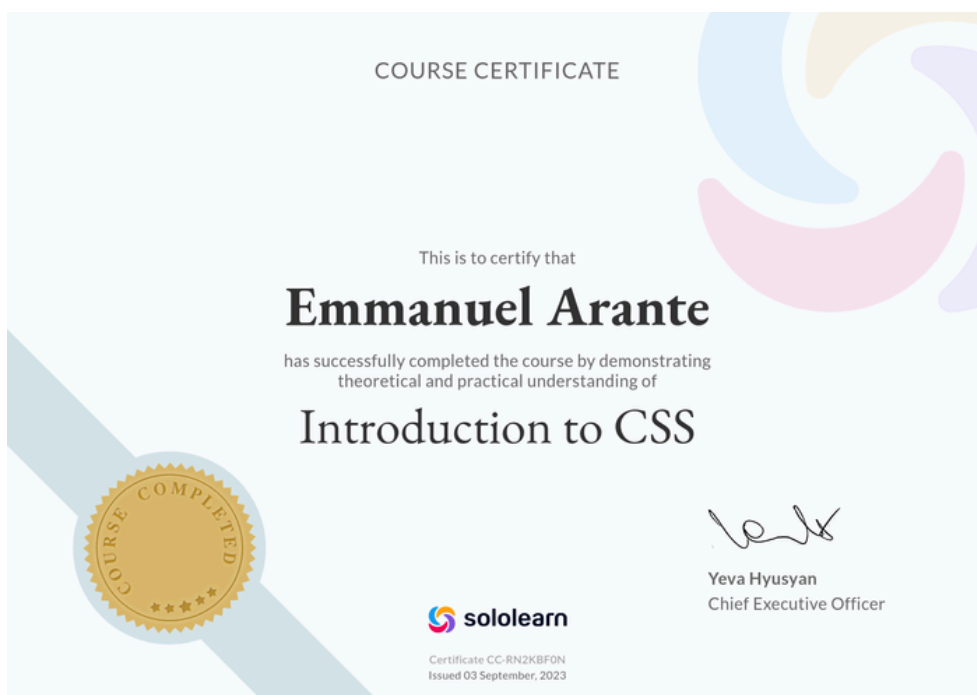 COURSE CERTIFICATE
This is to certify that
Emmanuel Arante
has successfully completed the course by demonstrating
theoretical and practical understanding of
Introduction to CSS
COURSE COMPLETED
Yeva Hyusyan
Chief Executive Officer
sololearn
Certificate CC-RN2KBF0N
Issued 03 September, 2023